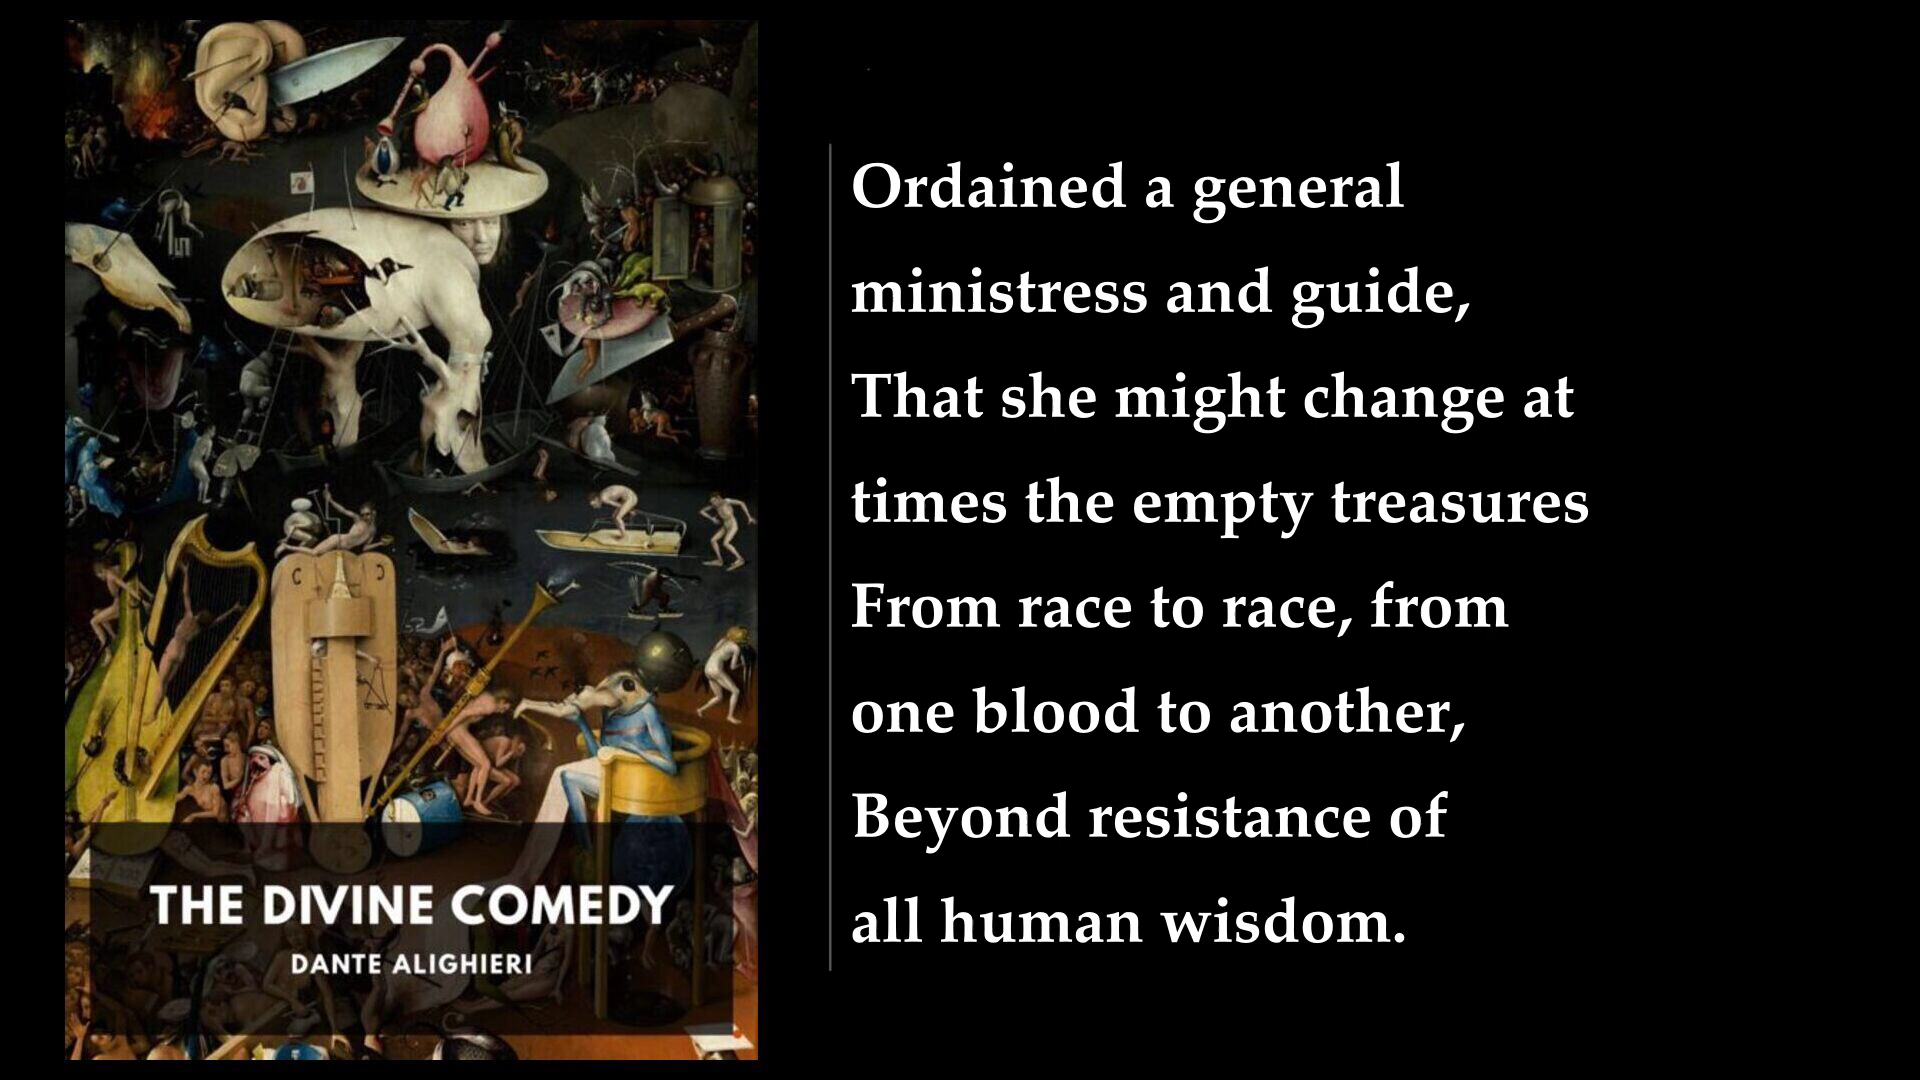 THE DIVINE COMEDY
DANTE ALIGHIERI
Ordained a general
ministress and guide,
That she might change at
times the empty treasures
From race to race, from
one blood to another,
Beyond resistance of
all human wisdom.